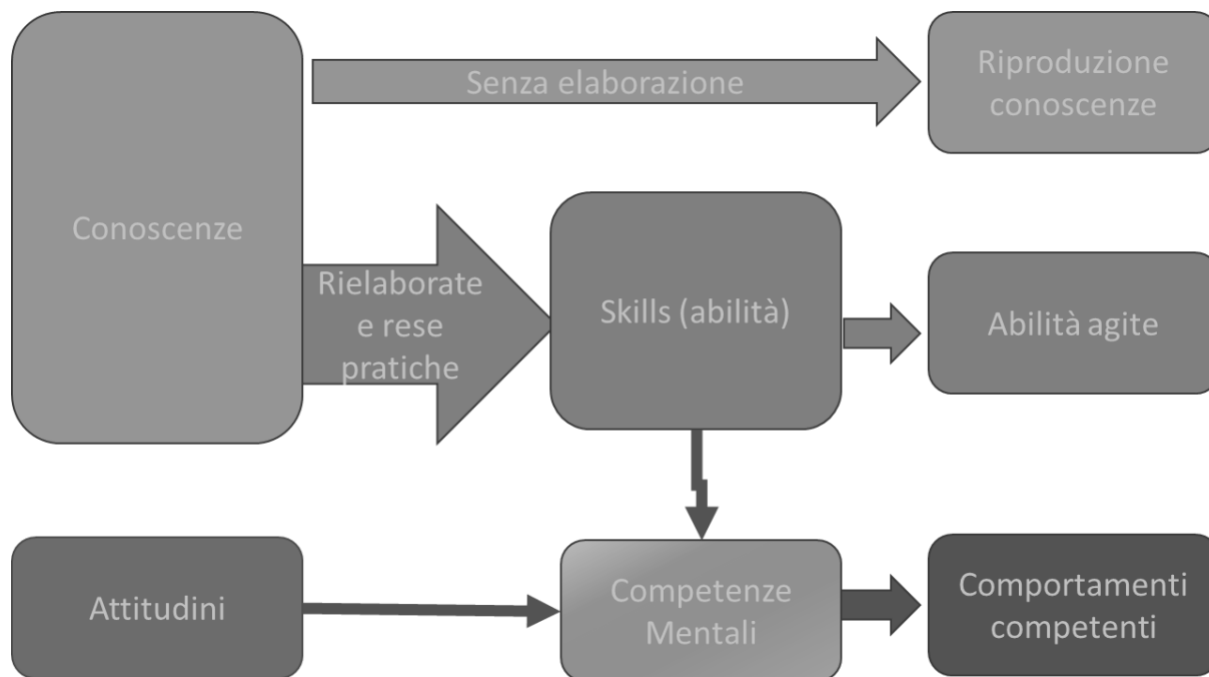 Senza elaborazione
Riproduzione
conoscenze
Conoscenze
Rielaborate
e rese
pratiche
Skills (abilità)
Abilità agite
Attitudini
Competenze
Mentali
Comportamenti
competenti